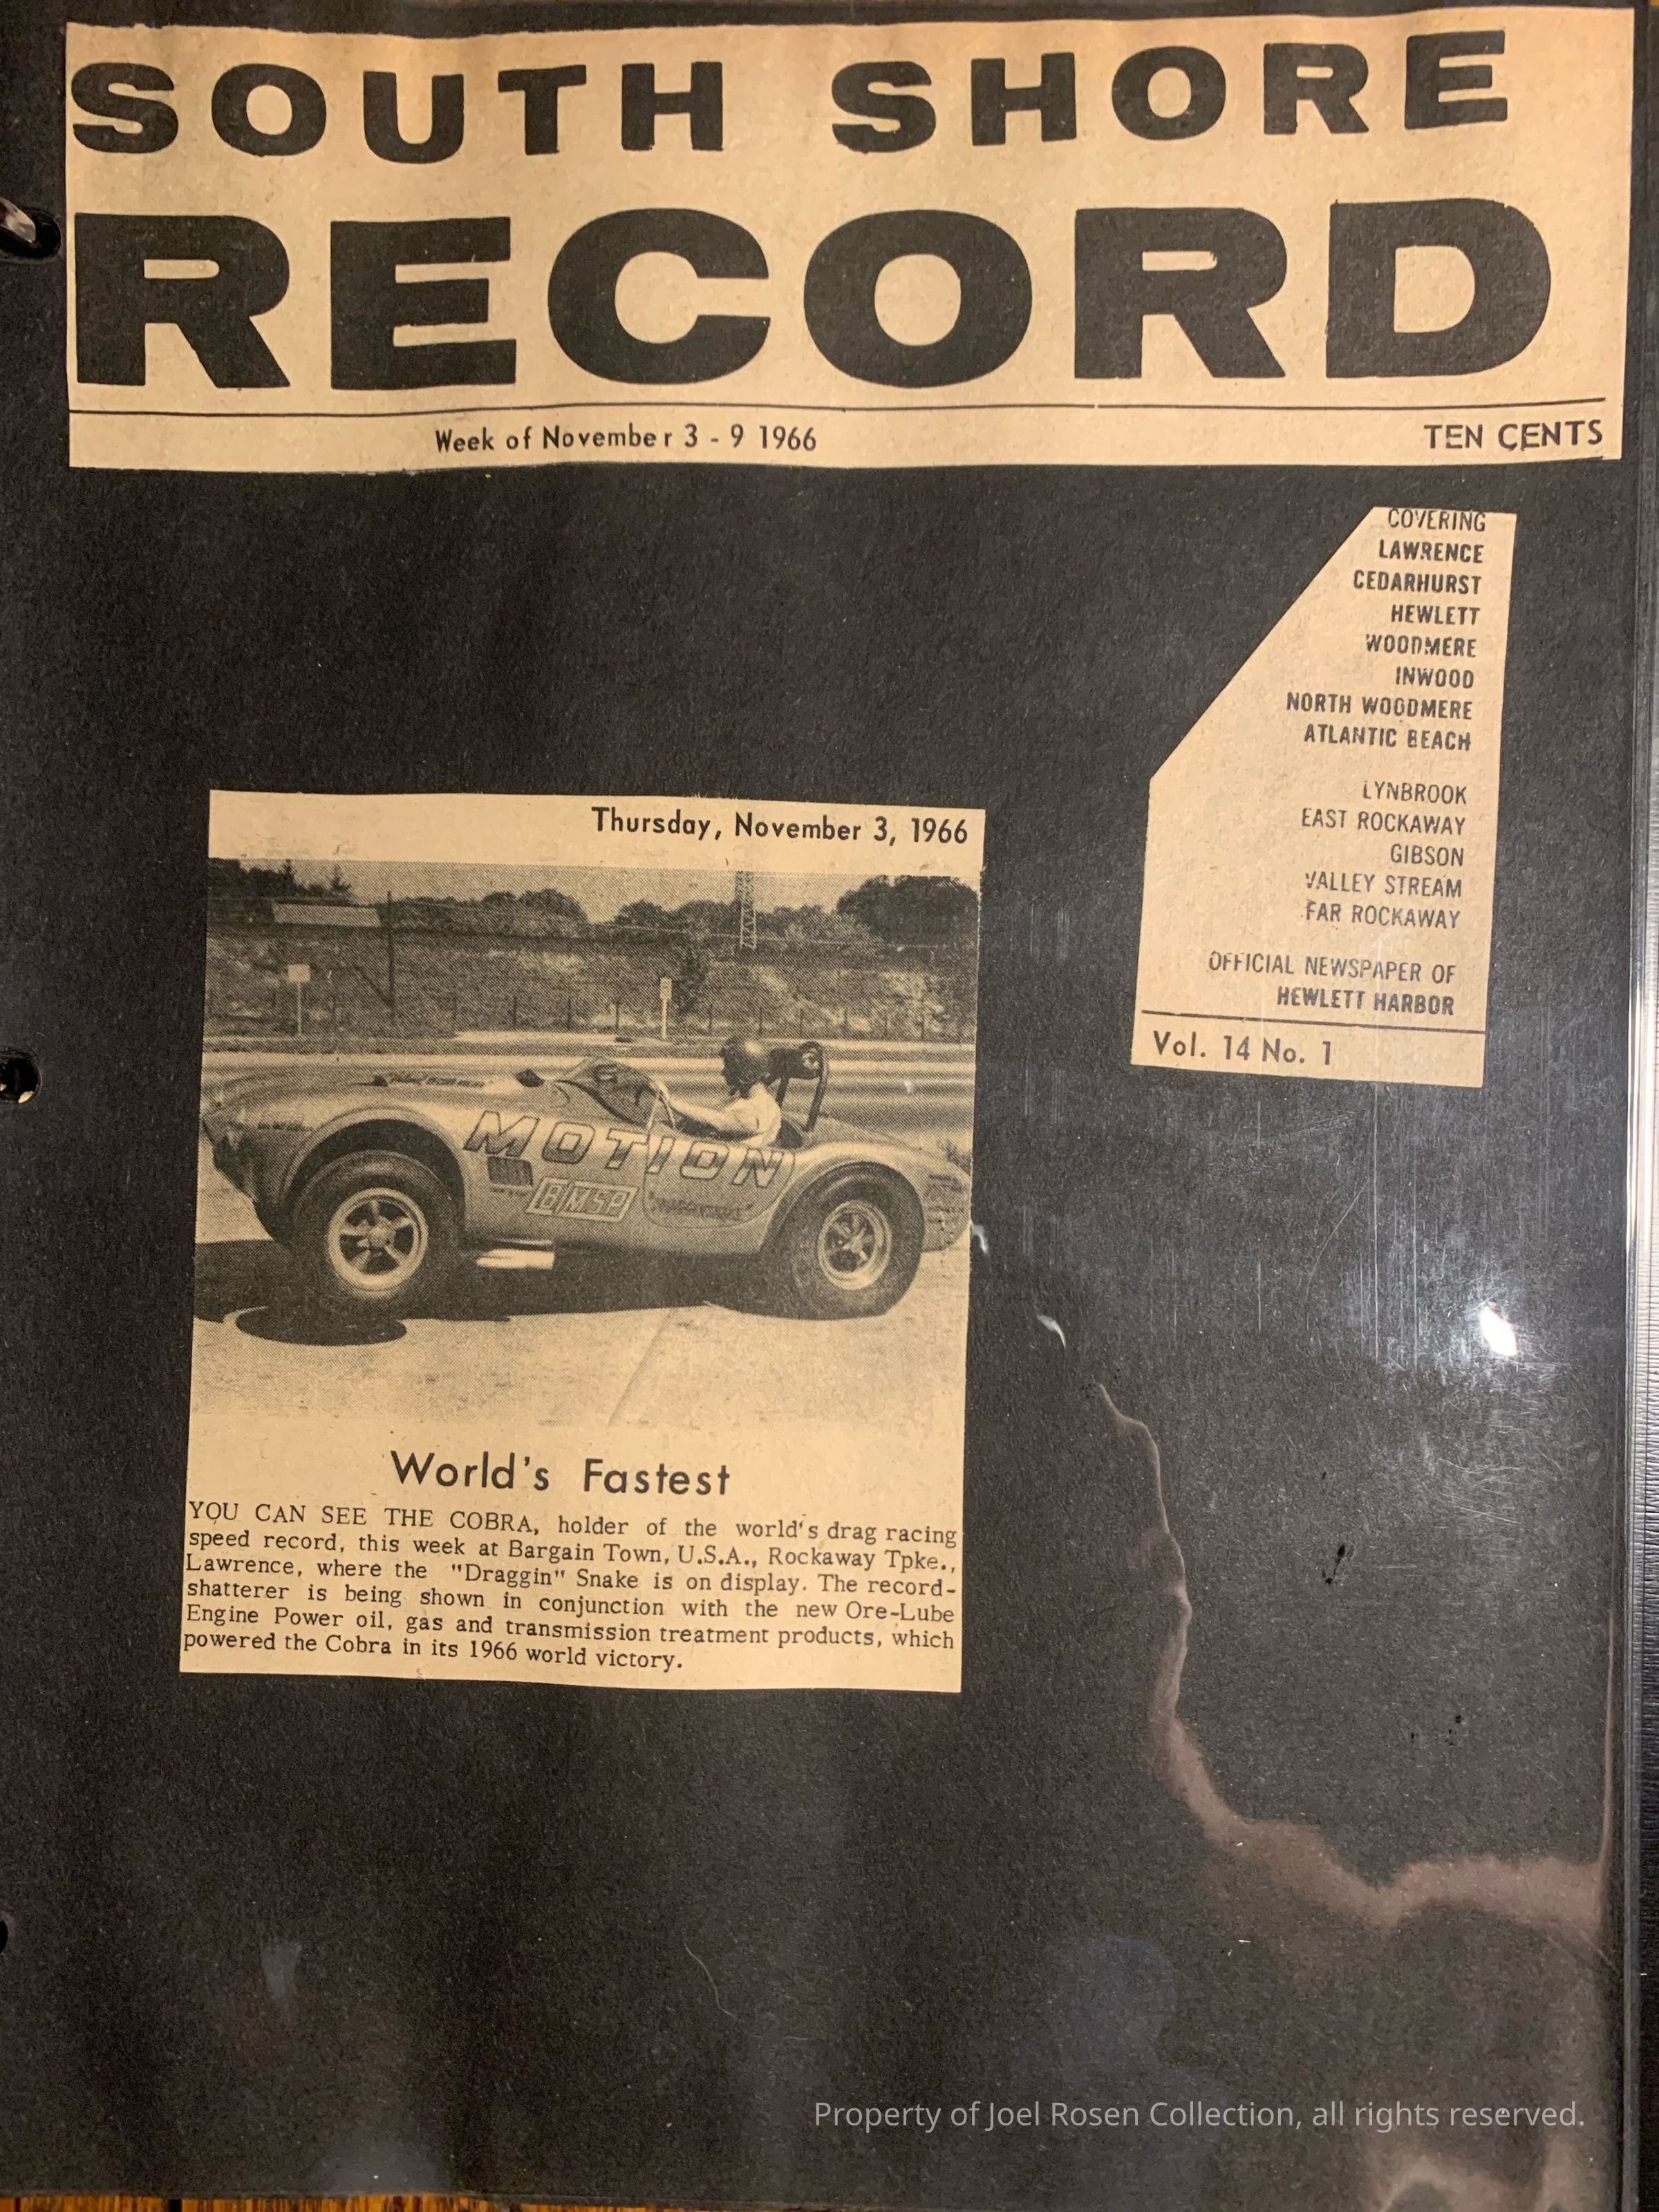 SOUTH SHORE
RECORD
Week of November 3 - 9 1966
TEN CENTS
COVERING
LAWRENCE
CEDARHURST
HEWLETT
WOODMERE
INWOOD
NORTH WOODMERE
ATLANTIC BEACH
LYNBROOK
EAST ROCKAWAY
GIBSON
VALLEY STREAM
FAR ROCKAWAY
OFFICIAL NEWSPAPER OF
HEWLETT HARBOR
Vol. 14 No. 1
Thursday, November 3, 1966
MOTION
B/MSP
World's Fastest
YOU CAN SEE THE COBRA, holder of the world's drag racing
speed record, this week at Bargain Town, U.S.A., Rockaway Tpke.,
Lawrence, where the "Draggin" Snake is on display. The record-
shatterer is being shown in conjunction with the new Ore-Lube
Engine Power oil, gas and transmission treatment products, which
powered the Cobra in its 1966 world victory.
Property of Joel Rosen Collection, all rights reserved.